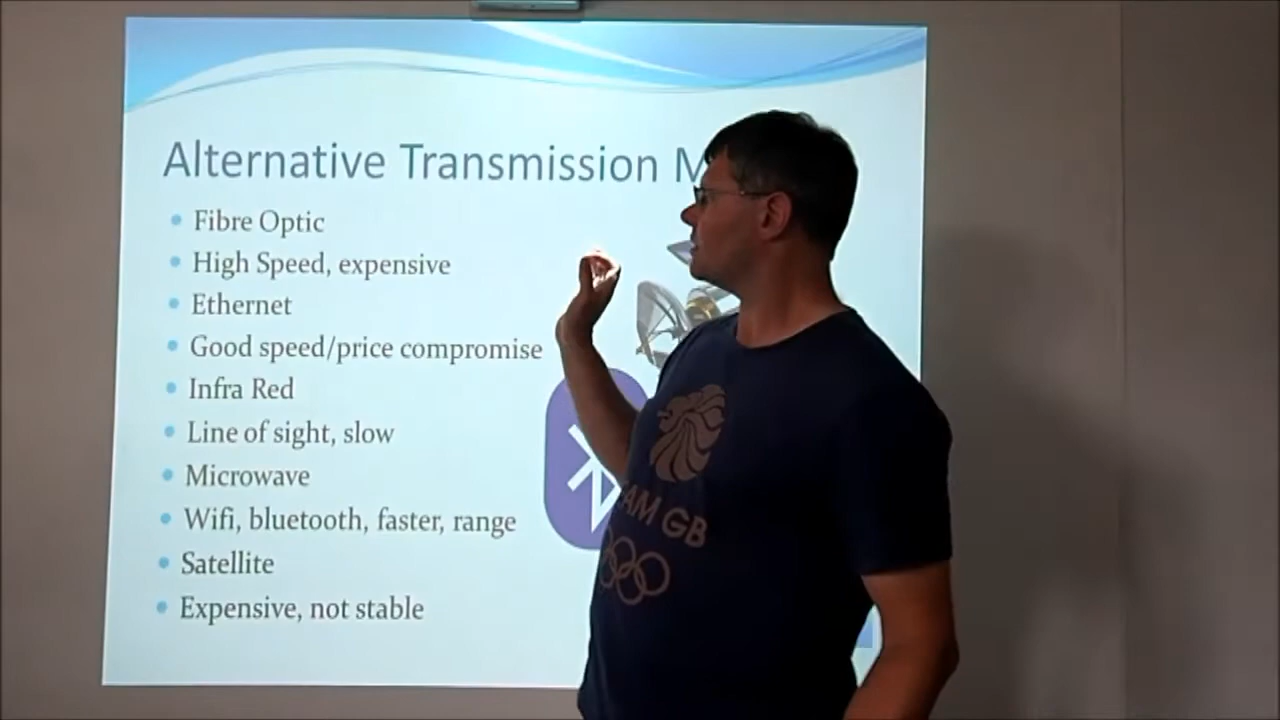 Alternative Transmission M
Fibre Optic
High Speed, expensive
Ethernet
Good speed/price compromise
Infra Red
Line of sight, slow
Microwave
Wifi, bluetooth, faster, range
Satellite
Expensive, not stable
AM GB